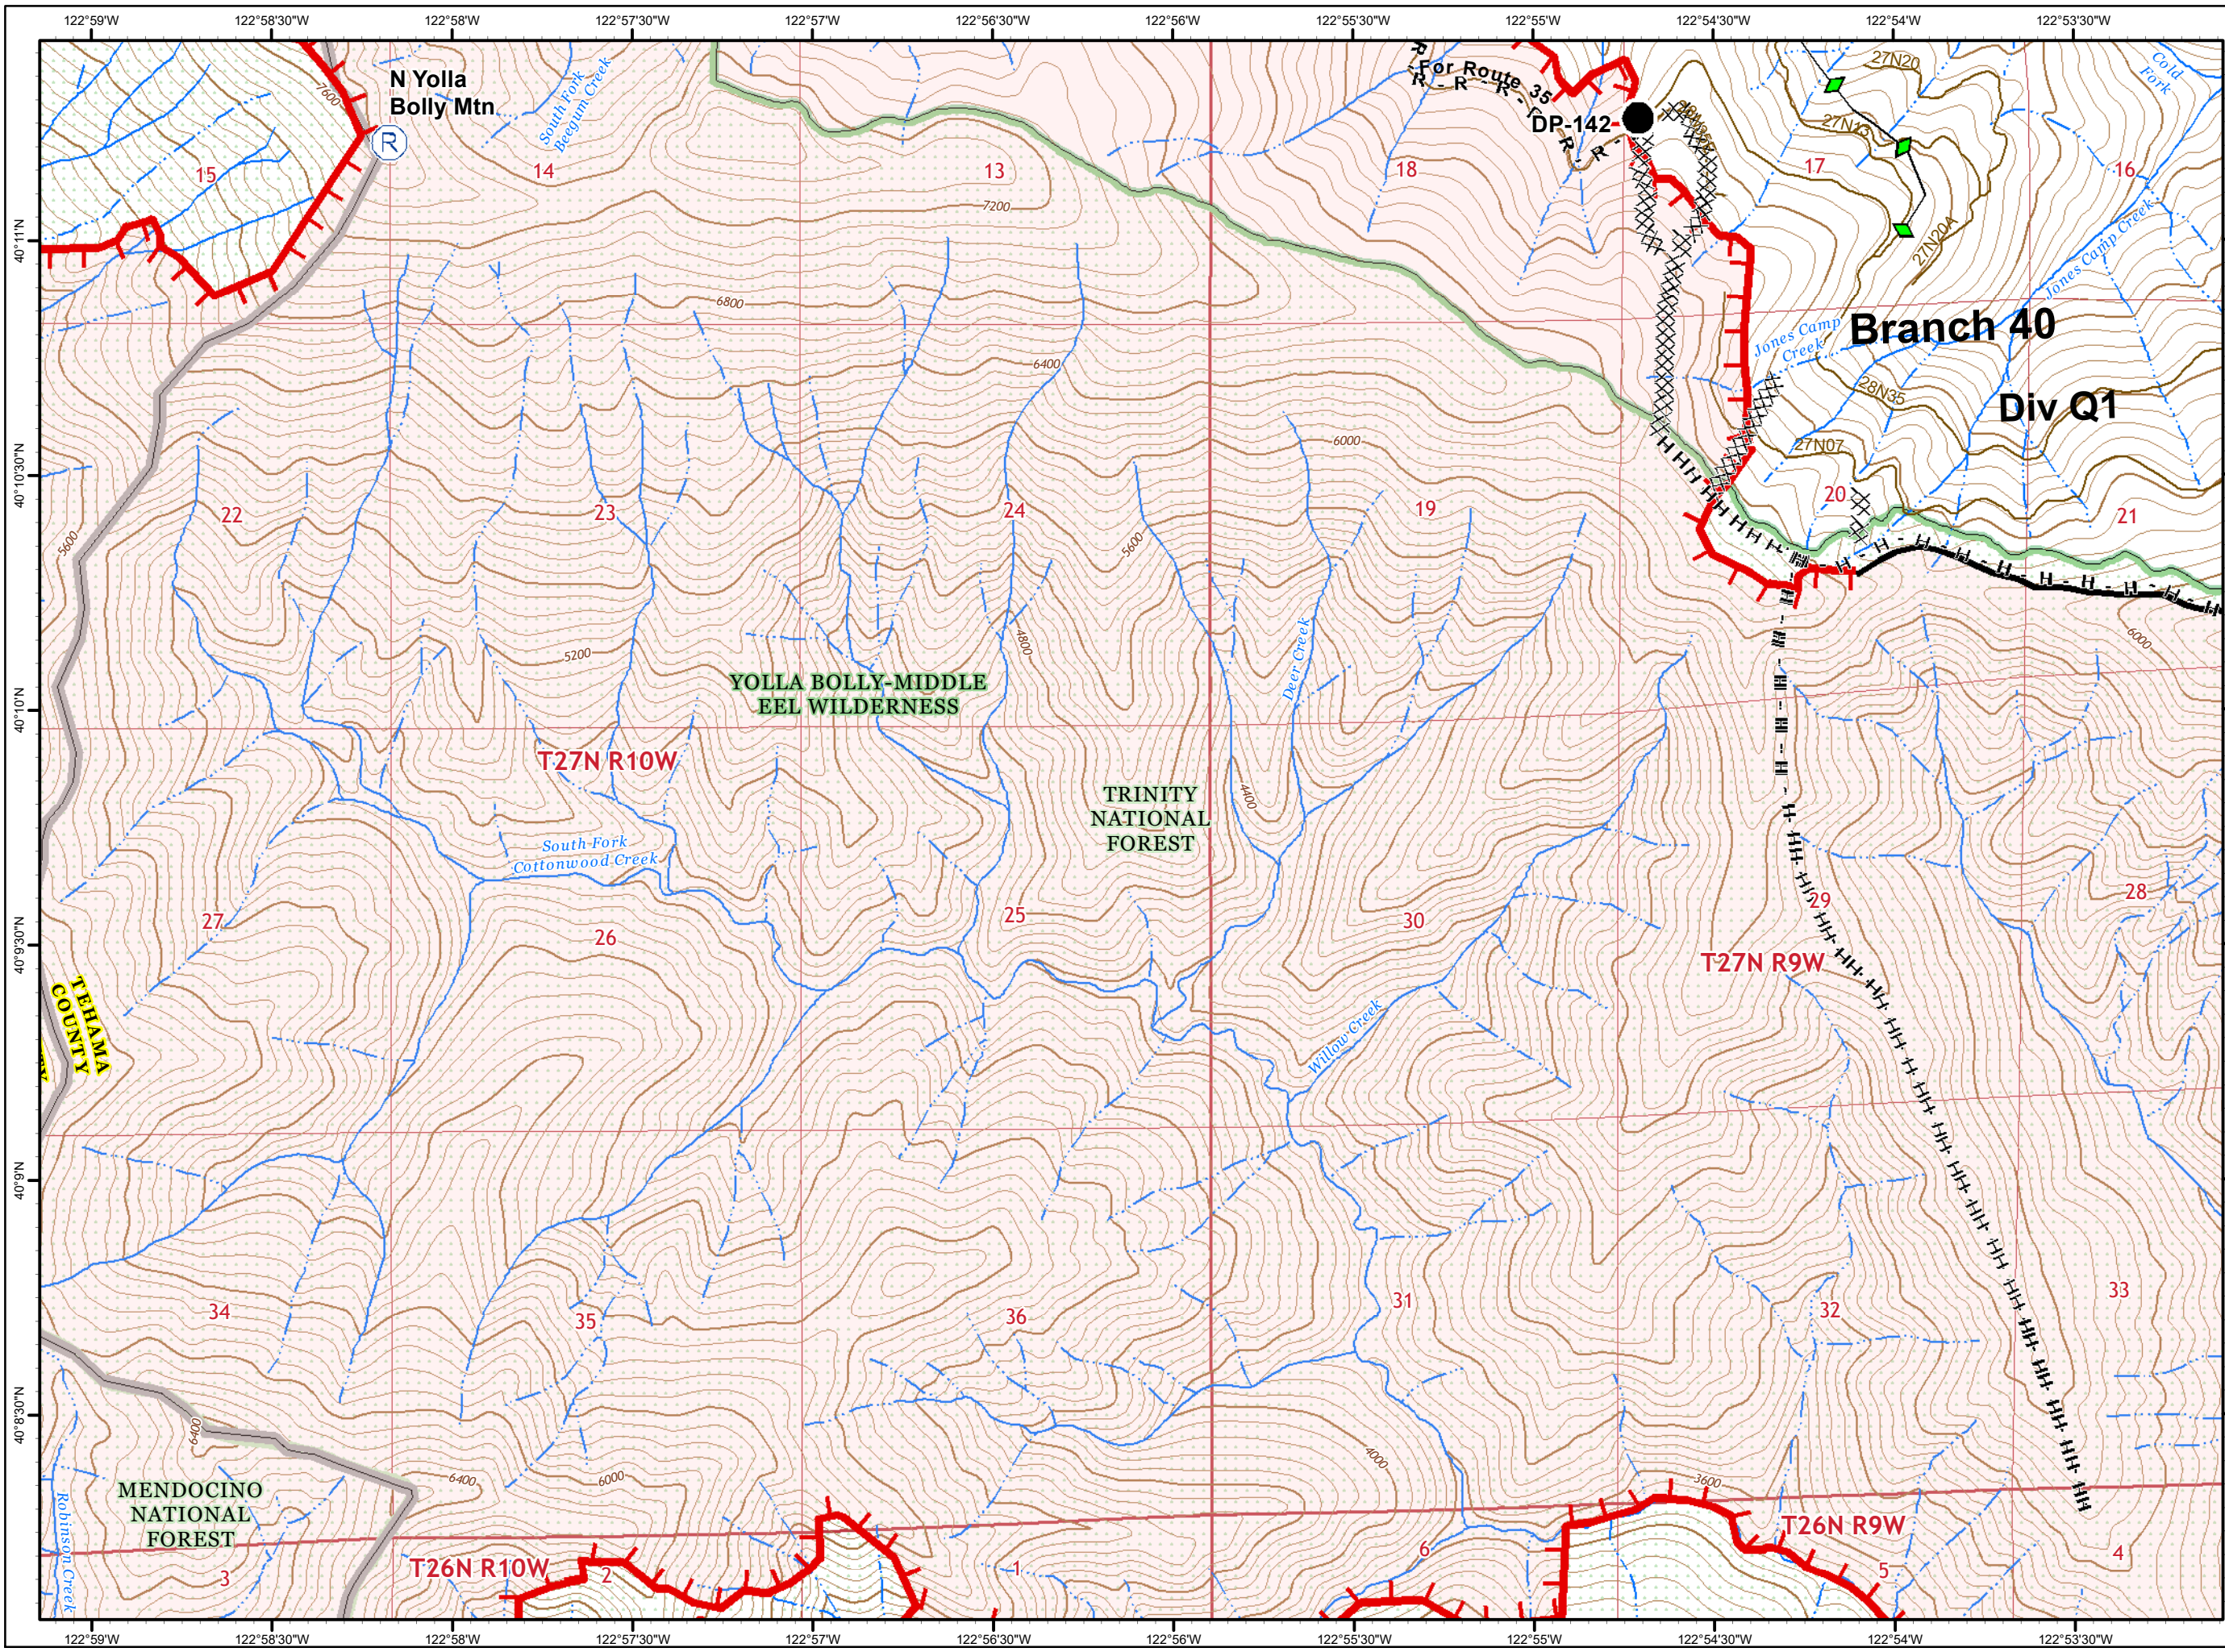 122°59'W
122°58'30"W
122°58'W
122°57'30"W
122°57'W
122°56'30"W
122°56'W
122°55'30"W
122°55'W
122°54'30"W
122°54'W
122°53'30"W
N Yolla
Bolly Mtn
R
7600
South Fork
Beegum Creek
R
For Route 35
R - R - R -
R - R -
DP-142
27N20
27N13
27N20A
Cold
Fork
15
14
13
18
17
16
7200
40°11'N
Jones Camp Creek
6800
6400
Jones Camp
Creek
Branch 40
28N35
Div Q1
6000
27N07
40°10'30"N
22
23
24
19
20
21
5600
5600
H H H H H H H H H - H - H - H - H - H - H - H - H - H - H
5200
4800
Deer Creek
6000
YOLLA BOLLY-MIDDLE
EEL WILDERNESS
40°10'N
T27N R10W
TRINITY
NATIONAL
FOREST
4400
South Fork
Cottonwood Creek
27
26
25
30
29
28
40°9'30"N
T27N R9W
TEHAMA
COUNTY
Willow Creek
40°9'N
34
35
36
31
32
33
40°8'30"N
6400
6400
6000
4000
3600
MENDOCINO
NATIONAL
FOREST
Robinson Creek
T26N R10W
T26N R9W
3
2
1
6
5
4
122°59'W
122°58'30"W
122°58'W
122°57'30"W
122°57'W
122°56'30"W
122°56'W
122°55'30"W
122°55'W
122°54'30"W
122°54'W
122°53'30"W